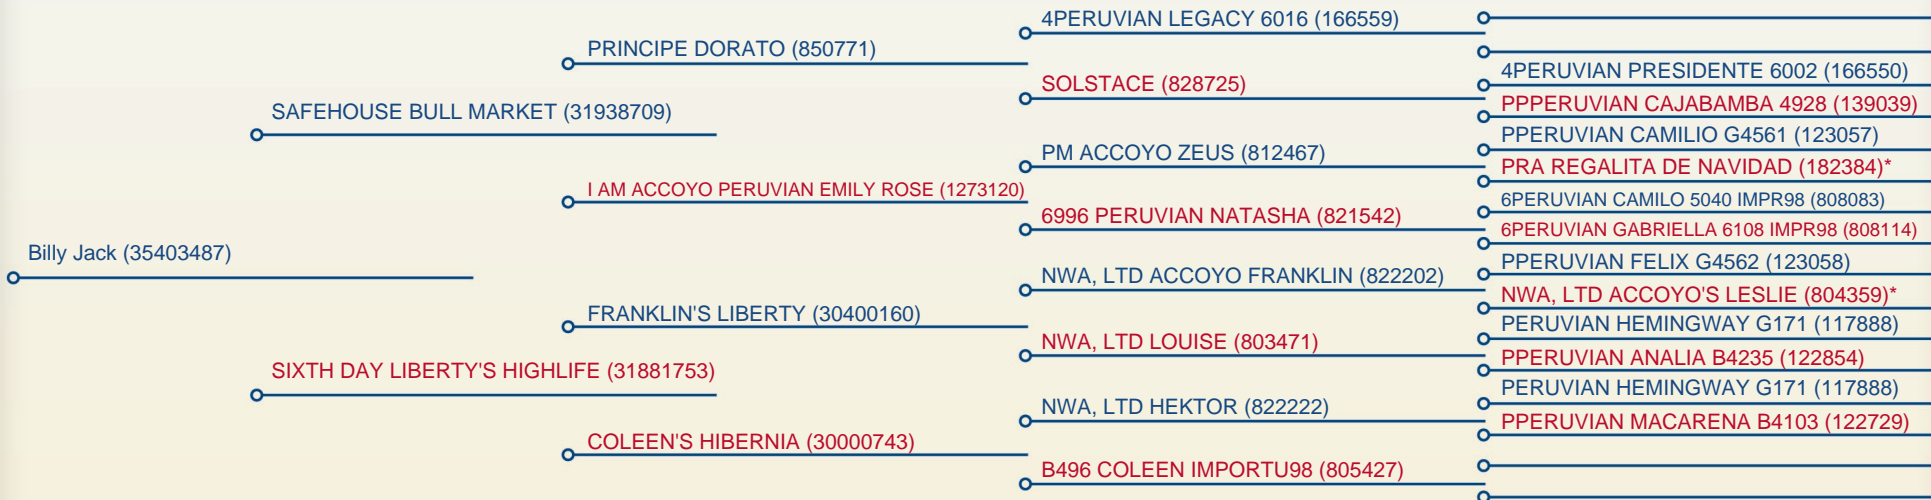 4PERUVIAN LEGACY 6016 (166559)
PRINCIPE DORATO (850771)
4PERUVIAN PRESIDENTE 6002 (166550)
SOLSTACE (828725)
PPPERUVIAN CAJABAMBA 4928 (139039)
SAFEHOUSE BULL MARKET (31938709)
PPERUVIAN CAMILIO G4561 (123057)
PM ACCOYO ZEUS (812467)
PRA REGALITA DE NAVIDAD (182384)*
I AM ACCOYO PERUVIAN EMILY ROSE (1273120)
6PERUVIAN CAMILO 5040 IMPR98 (808083)
6996 PERUVIAN NATASHA (821542)
6PERUVIAN GABRIELLA 6108 IMPR98 (808114)
Billy Jack (35403487)
PPERUVIAN FELIX G4562 (123058)
NWA, LTD ACCOYO FRANKLIN (822202)
NWA, LTD ACCOYO'S LESLIE (804359)*
FRANKLIN'S LIBERTY (30400160)
PERUVIAN HEMINGWAY G171 (117888)
NWA, LTD LOUISE (803471)
PPERUVIAN ANALIA B4235 (122854)
SIXTH DAY LIBERTY'S HIGHLIFE (31881753)
PERUVIAN HEMINGWAY G171 (117888)
NWA, LTD HEKTOR (822222)
PPERUVIAN MACARENA B4103 (122729)
COLEEN'S HIBERNIA (30000743)
B496 COLEEN IMPORTU98 (805427)